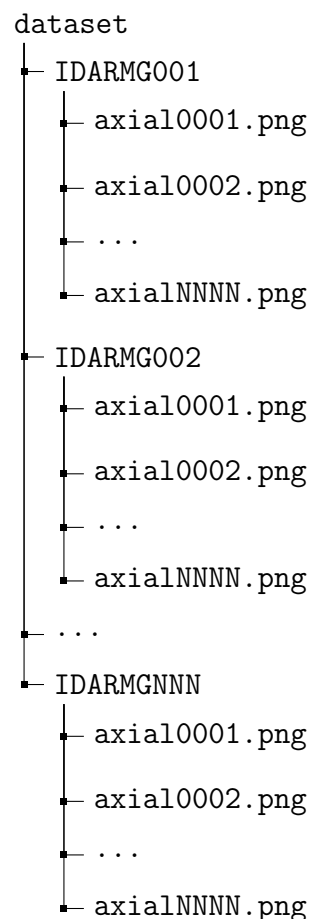 dataset
IDARMG001
axial0001.png
axial0002.png
...
axialNNNN.png
IDARMG002
axial0001.png
axial0002.png
...
axialNNNN.png
...
IDARMGNNN
axial0001.png
axial0002.png
...
axialNNNN.png